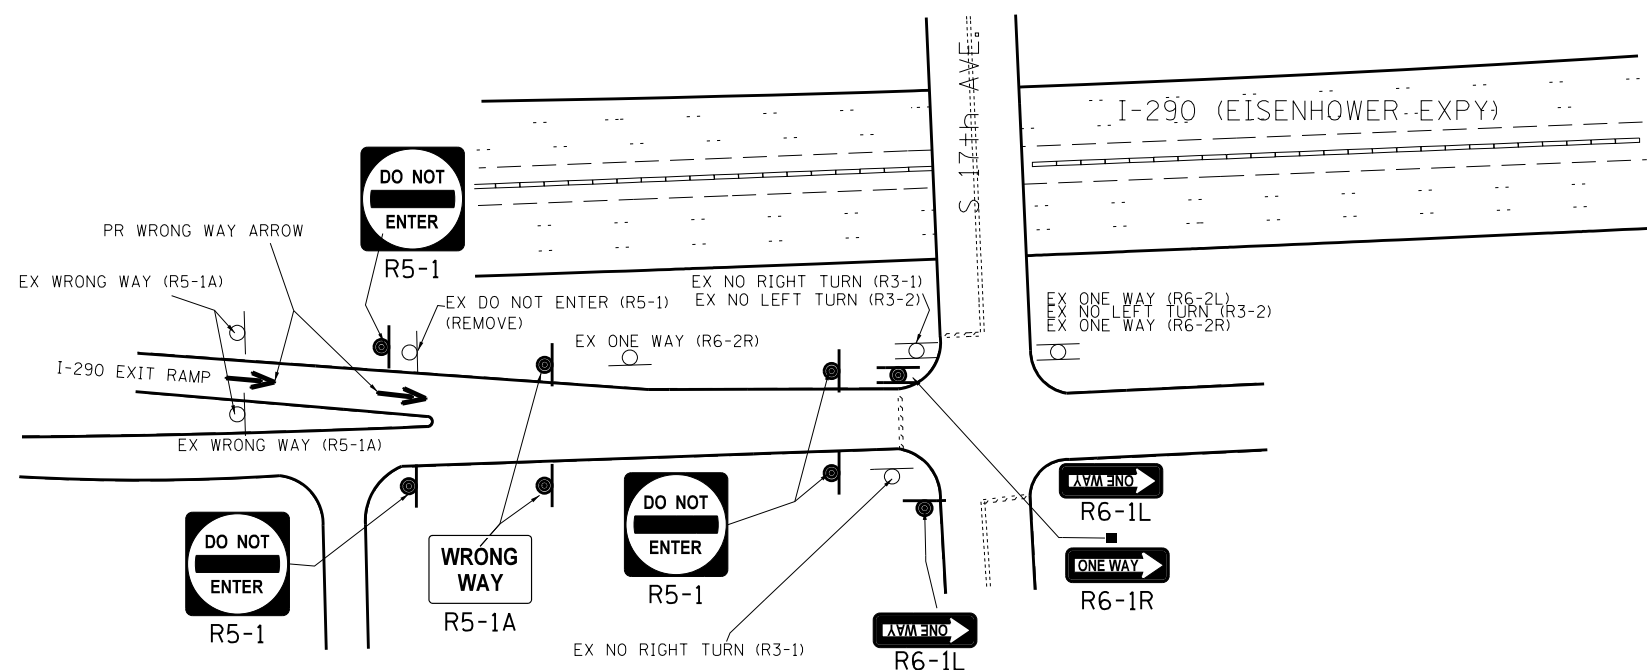 S 17th AVE.
I-290 (EISENHOWER EXPY)
DO NOT
ENTER
R5-1
PR WRONG WAY ARROW
EX WRONG WAY (R5-1A)
EX DO NOT ENTER (R5-1)
(REMOVE)
EX NO RIGHT TURN (R3-1)
EX NO LEFT TURN (R3-2)
EX ONE WAY (R6-2L)
EX NO LEFT TURN (R3-2)
EX ONE WAY (R6-2R)
EX ONE WAY (R6-2R)
I-290 EXIT RAMP
EX WRONG WAY (R5-1A)
DO NOT
ENTER
R5-1
WRONG
WAY
R5-1A
DO NOT
ENTER
R5-1
ONE WAY
R6-1L
ONE WAY
R6-1R
EX NO RIGHT TURN (R3-1)
ONE WAY
R6-1L